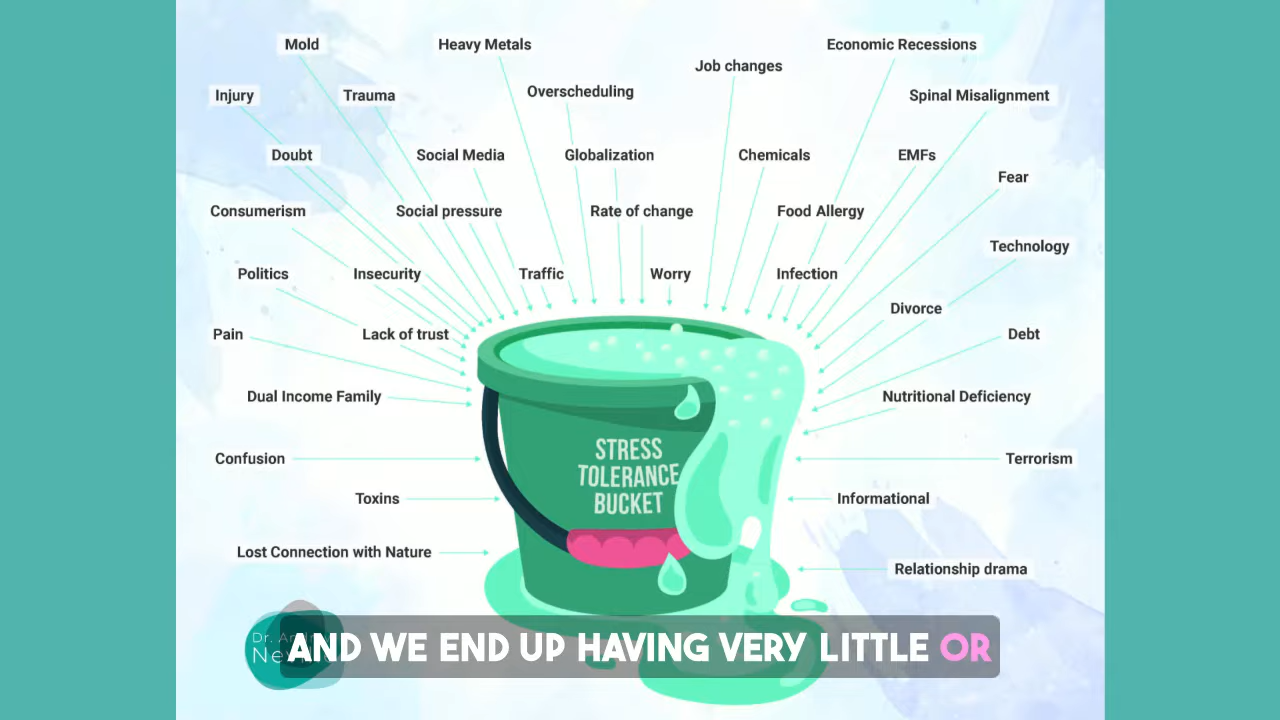 Mold
Heavy Metals
Economic Recessions
Job changes
Injury
Trauma
Overscheduling
Spinal Misalignment
Doubt
Social Media
Globalization
Chemicals
EMFs
Fear
Consumerism
Social pressure
Rate of change
Food Allergy
Technology
Politics
Insecurity
Traffic
Worry
Infection
Divorce
Pain
Lack of trust
Debt
Dual Income Family
Nutritional Deficiency
STRESS
TOLERANCE
BUCKET
Confusion
Terrorism
Toxins
Informational
Lost Connection with Nature
Relationship drama
Dr.
AND WE END UP HAVING VERY LITTLE OR